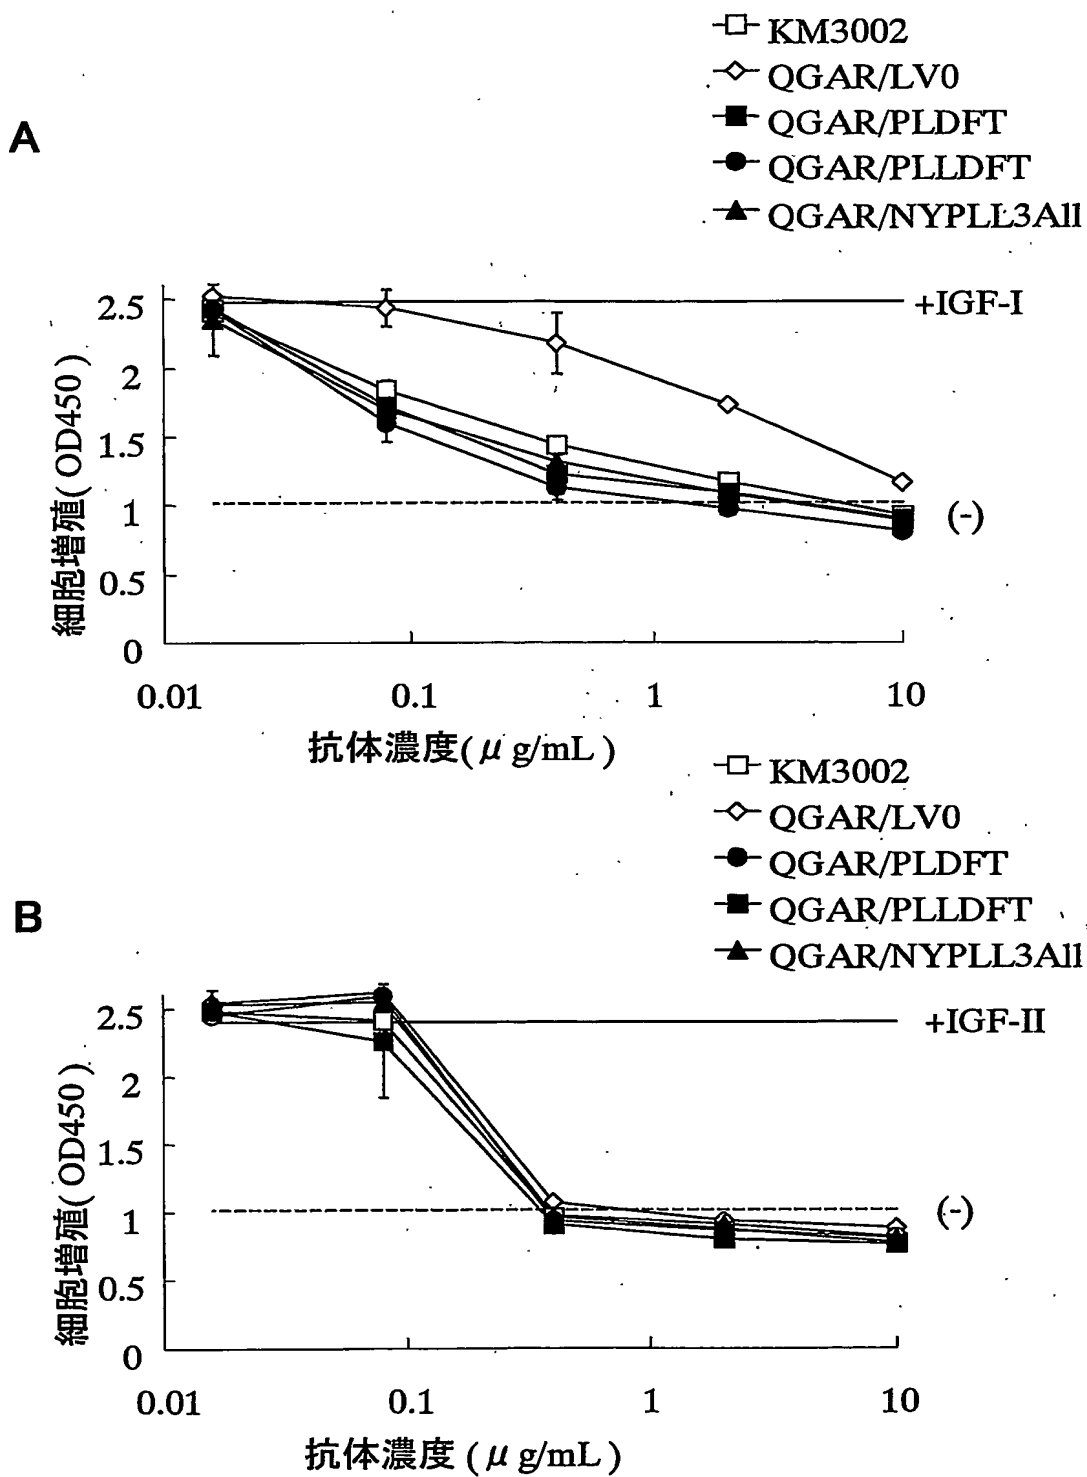 KM3002
QGAR/LV0
QGAR/PLDFT
QGAR/PLLDFT
QGAR/NYPLL3All
A
2.5
2
1.5
1
0.5
0
細胞増殖(OD450)
+IGF-I
(-)
0.01
0.1
1
10
抗体濃度(μg/mL)
KM3002
QGAR/LV0
QGAR/PLDFT
QGAR/PLLDFT
QGAR/NYPLL3All
B
2.5
2
1.5
1
0.5
0
細胞増殖(OD450)
+IGF-II
(-)
0.01
0.1
1
10
抗体濃度(μg/mL)